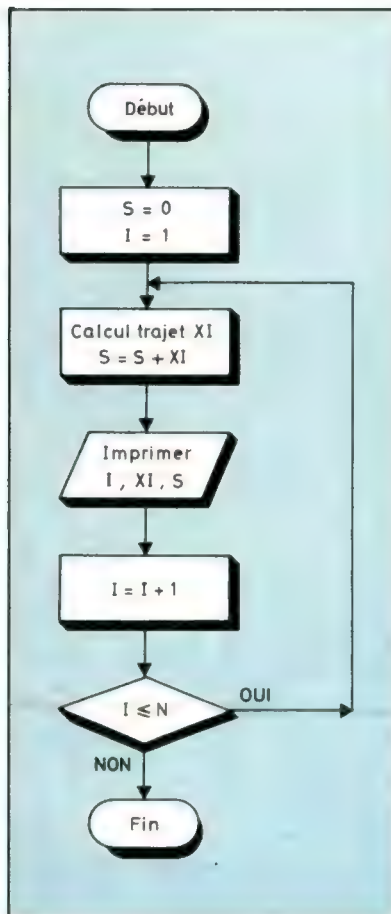 Début
S = 0
I = 1
Calcul trajet XI
S = S + XI
Imprimer
I , XI , S
I = I + 1
I ≤ N
OUI
NON
Fin